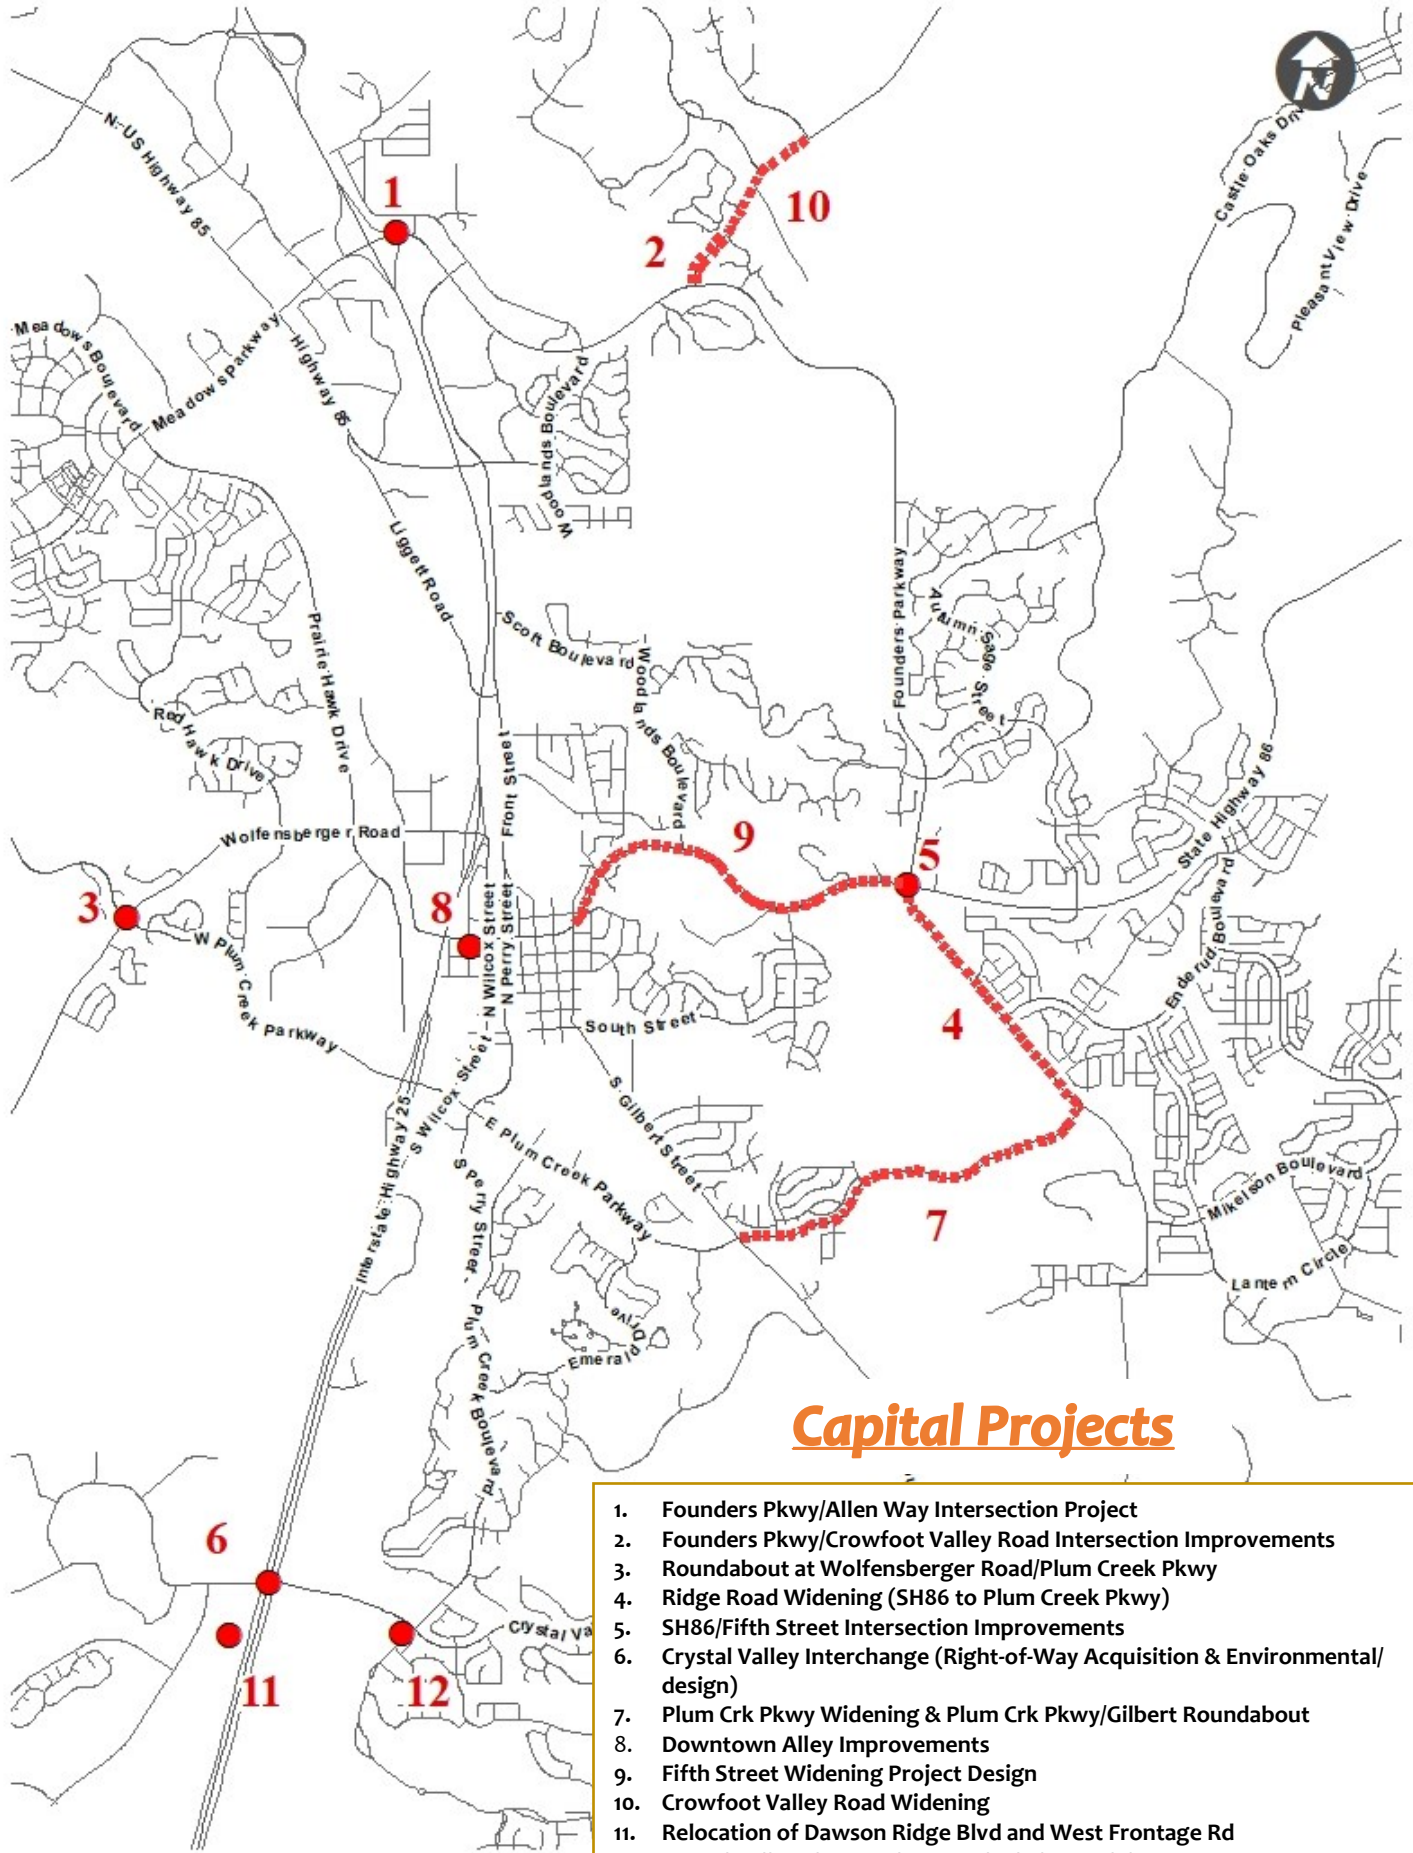 N
Castle Oaks Drive
Pleasant View Drive
N. US Highway 85
1
10
2
Meadows Boulevard
Meadows Parkway
Highway 85
Woodlands Boulevard
Liggett Road
Founders Parkway
Autumn Sage Street
Scott Boulevard
Woodlands Boulevard
Prairie Hawk Drive
Red Hawk Drive
Front Street
State Highway 86
Wolfensberger Road
9
5
3
8
N Wilcox Street
N Perry Street
Enderud Boulevard
W Plum Creek Parkway
South Street
4
S Wilcox Street
Interstate Highway 25
S Gilbert Street
E Plum Creek Parkway
S Perry Street
Mikelson Boulevard
7
Lantern Circle
Plum Creek Boulevard
Emerald Drive
6
11
12
Crystal Va
Capital Projects
1. Founders Pkwy/Allen Way Intersection Project
2. Founders Pkwy/Crowfoot Valley Road Intersection Improvements
3. Roundabout at Wolfensberger Road/Plum Creek Pkwy
4. Ridge Road Widening (SH86 to Plum Creek Pkwy)
5. SH86/Fifth Street Intersection Improvements
6. Crystal Valley Interchange (Right-of-Way Acquisition & Environmental/
design)
7. Plum Crk Pkwy Widening & Plum Crk Pkwy/Gilbert Roundabout
8. Downtown Alley Improvements
9. Fifth Street Widening Project Design
10. Crowfoot Valley Road Widening
11. Relocation of Dawson Ridge Blvd and West Frontage Rd